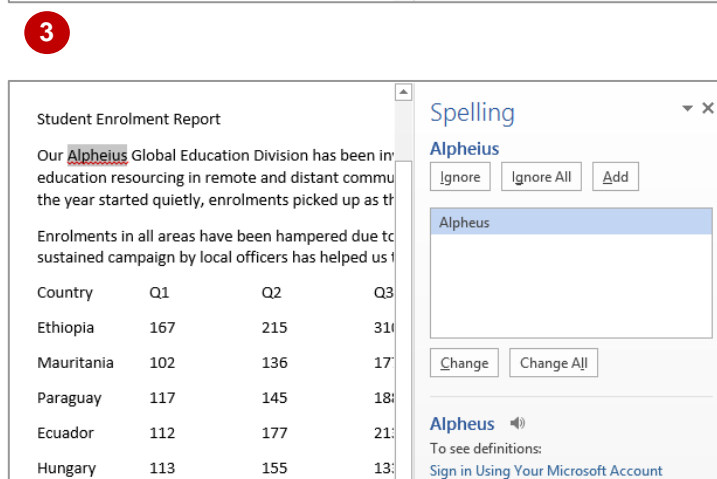 3
Student Enrolment Report
Our Alpheius Global Education Division has been
education resourcing in remote and distant
the year started quietly, enrolments picked up as
Enrolments in all areas have been hampered due
sustained campaign by local officers has helped us
Country Q1 Q2 Q3
Ethiopia 167 215
Mauritania 102 136
Paraguay 117 145
Ecuador 112 177
Hungary 113 155
Spelling
Alpheius
Ignore Ignore All Add
Alpheus
Change Change All
Alpheus
To see definitions:
Sign in Using Your Microsoft Account